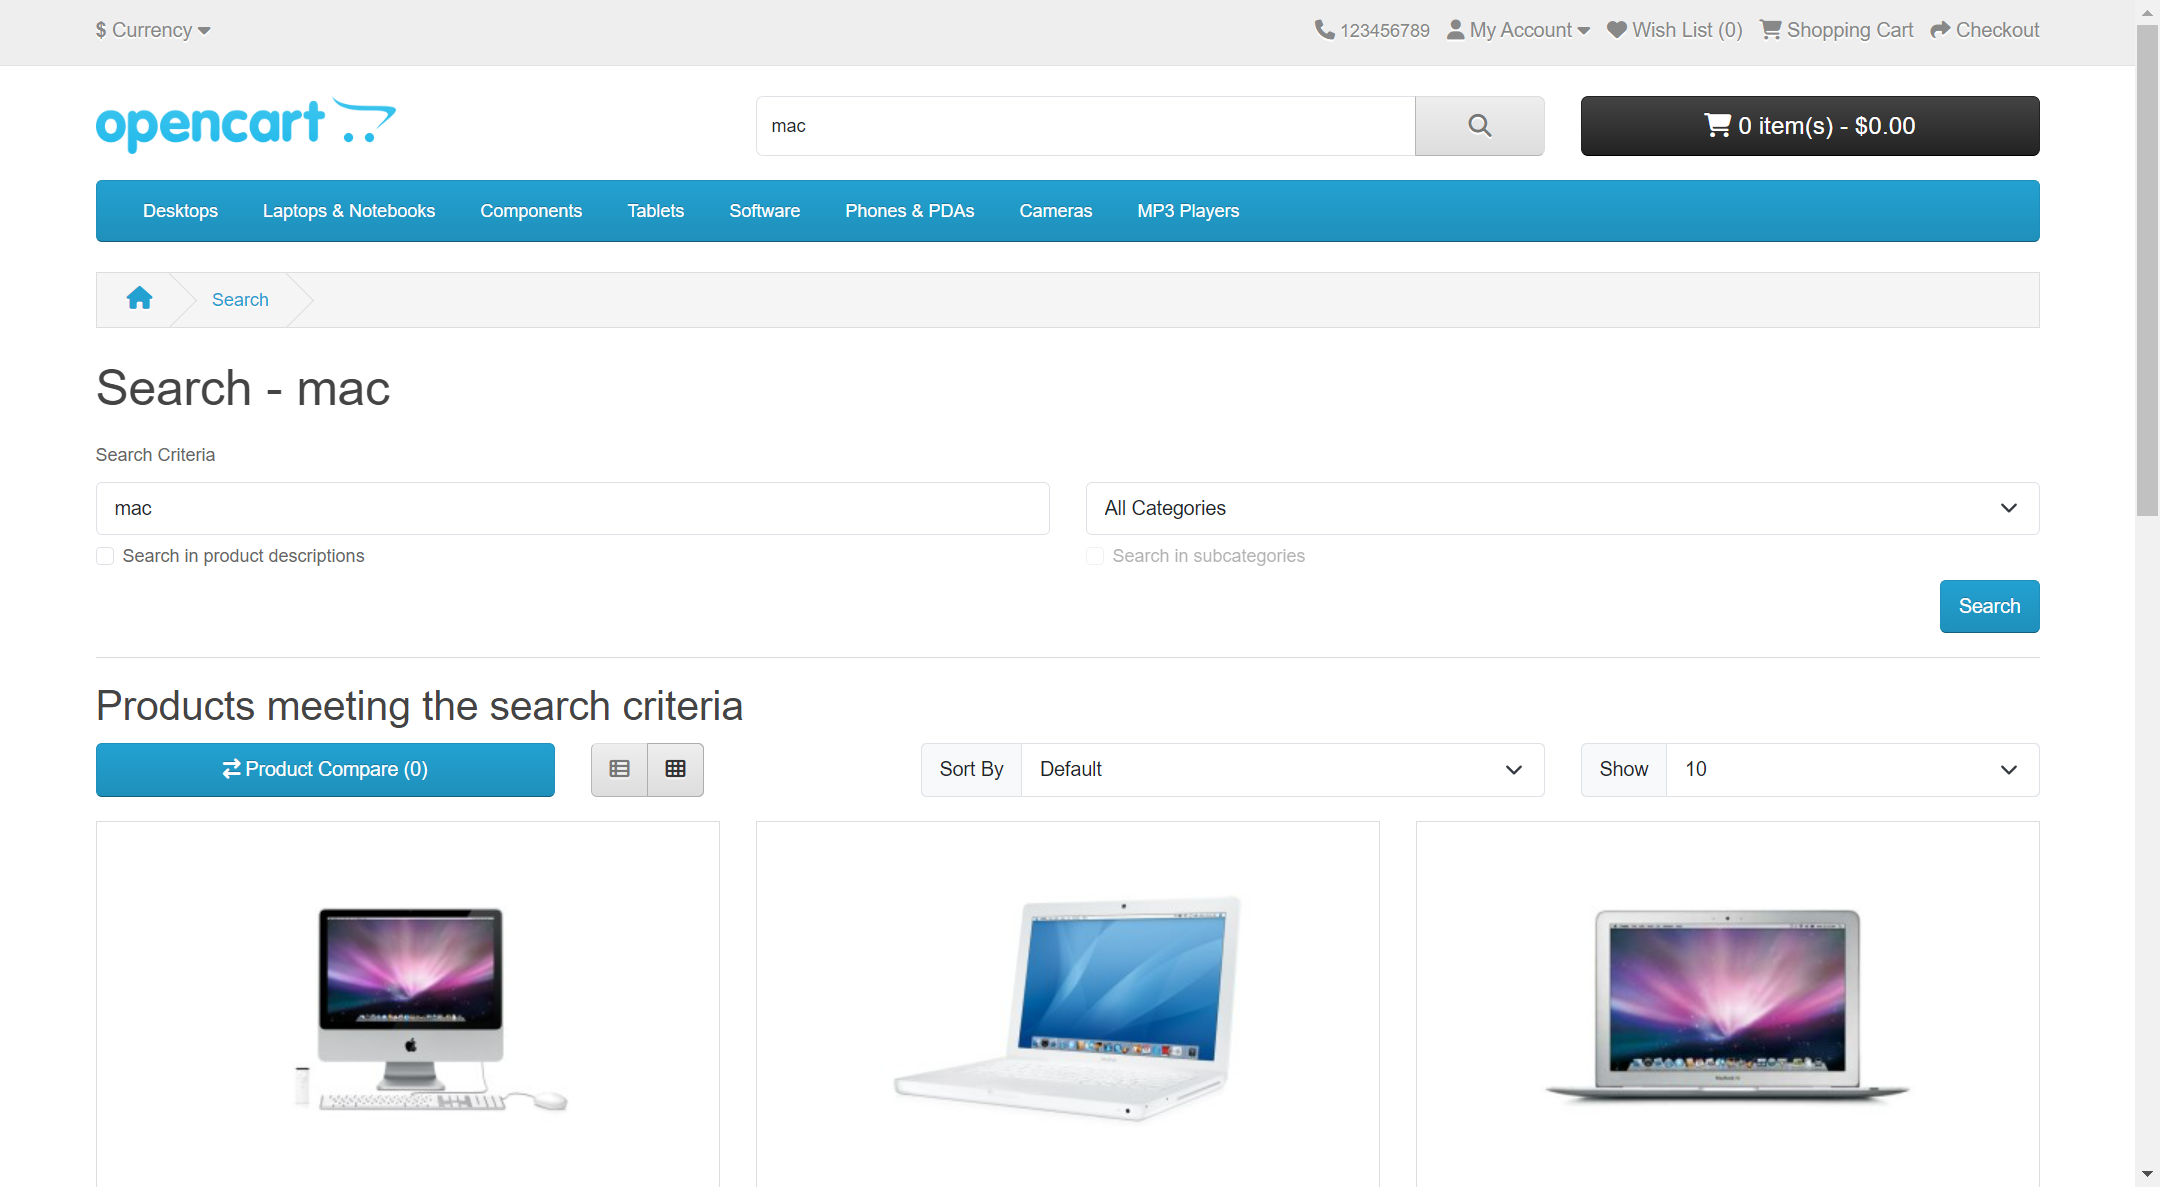 $ Currency
123456789 My Account Wish List (0) Shopping Cart Checkout
opencart
mac
0 item(s) - $0.00
Desktops Laptops & Notebooks Components Tablets Software Phones & PDAs Cameras MP3 Players
Search
Search - mac
Search Criteria
mac
All Categories
Search in product descriptions
Search in subcategories
Search
Products meeting the search criteria
Product Compare (0)
Sort By Default
Show 10